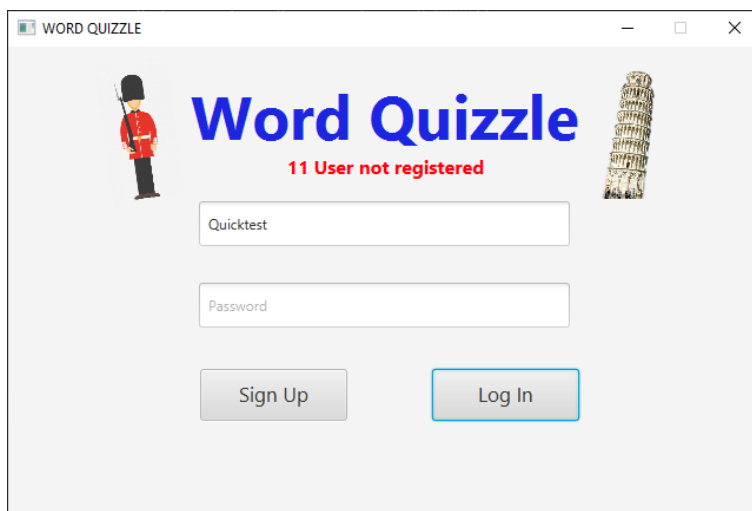 WORD QUIZZLE
Word Quizzle
11 User not registered
Quicktest
Password
Sign Up Log In